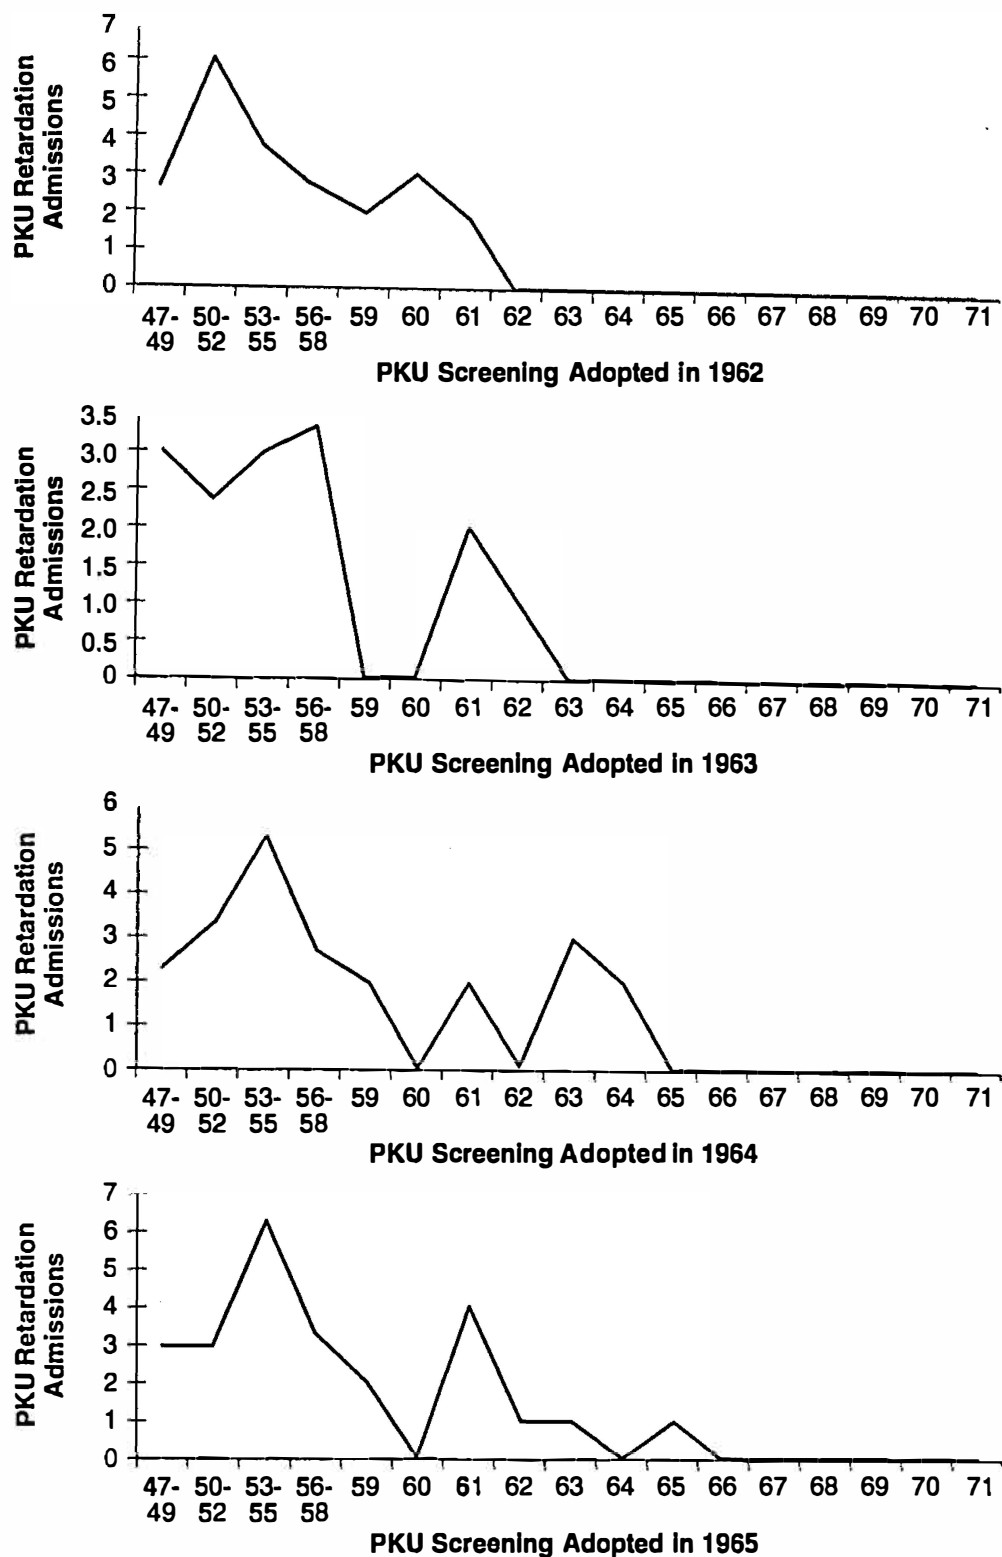 PKU Retardation
Admissions
7
6
5
4
3
2
1
0
47- 50- 53- 56- 59 60 61 62 63 64 65 66 67 68 69 70 71
49 52 55 58
PKU Screening Adopted in 1962
PKU Retardation
Admissions
3.5
3.0
2.5
2.0
1.5
1.0
0.5
0
47- 50- 53- 56- 59 60 61 62 63 64 65 66 67 68 69 70 71
49 52 55 58
PKU Screening Adopted in 1963
PKU Retardation
Admissions
6
5
4
3
2
1
0
47- 50- 53- 56- 59 60 61 62 63 64 65 66 67 68 69 70 71
49 52 55 58
PKU Screening Adopted in 1964
PKU Retardation
Admissions
7
6
5
4
3
2
1
0
47- 50- 53- 56- 59 60 61 62 63 64 65 66 67 68 69 70 71
49 52 55 58
PKU Screening Adopted in 1965